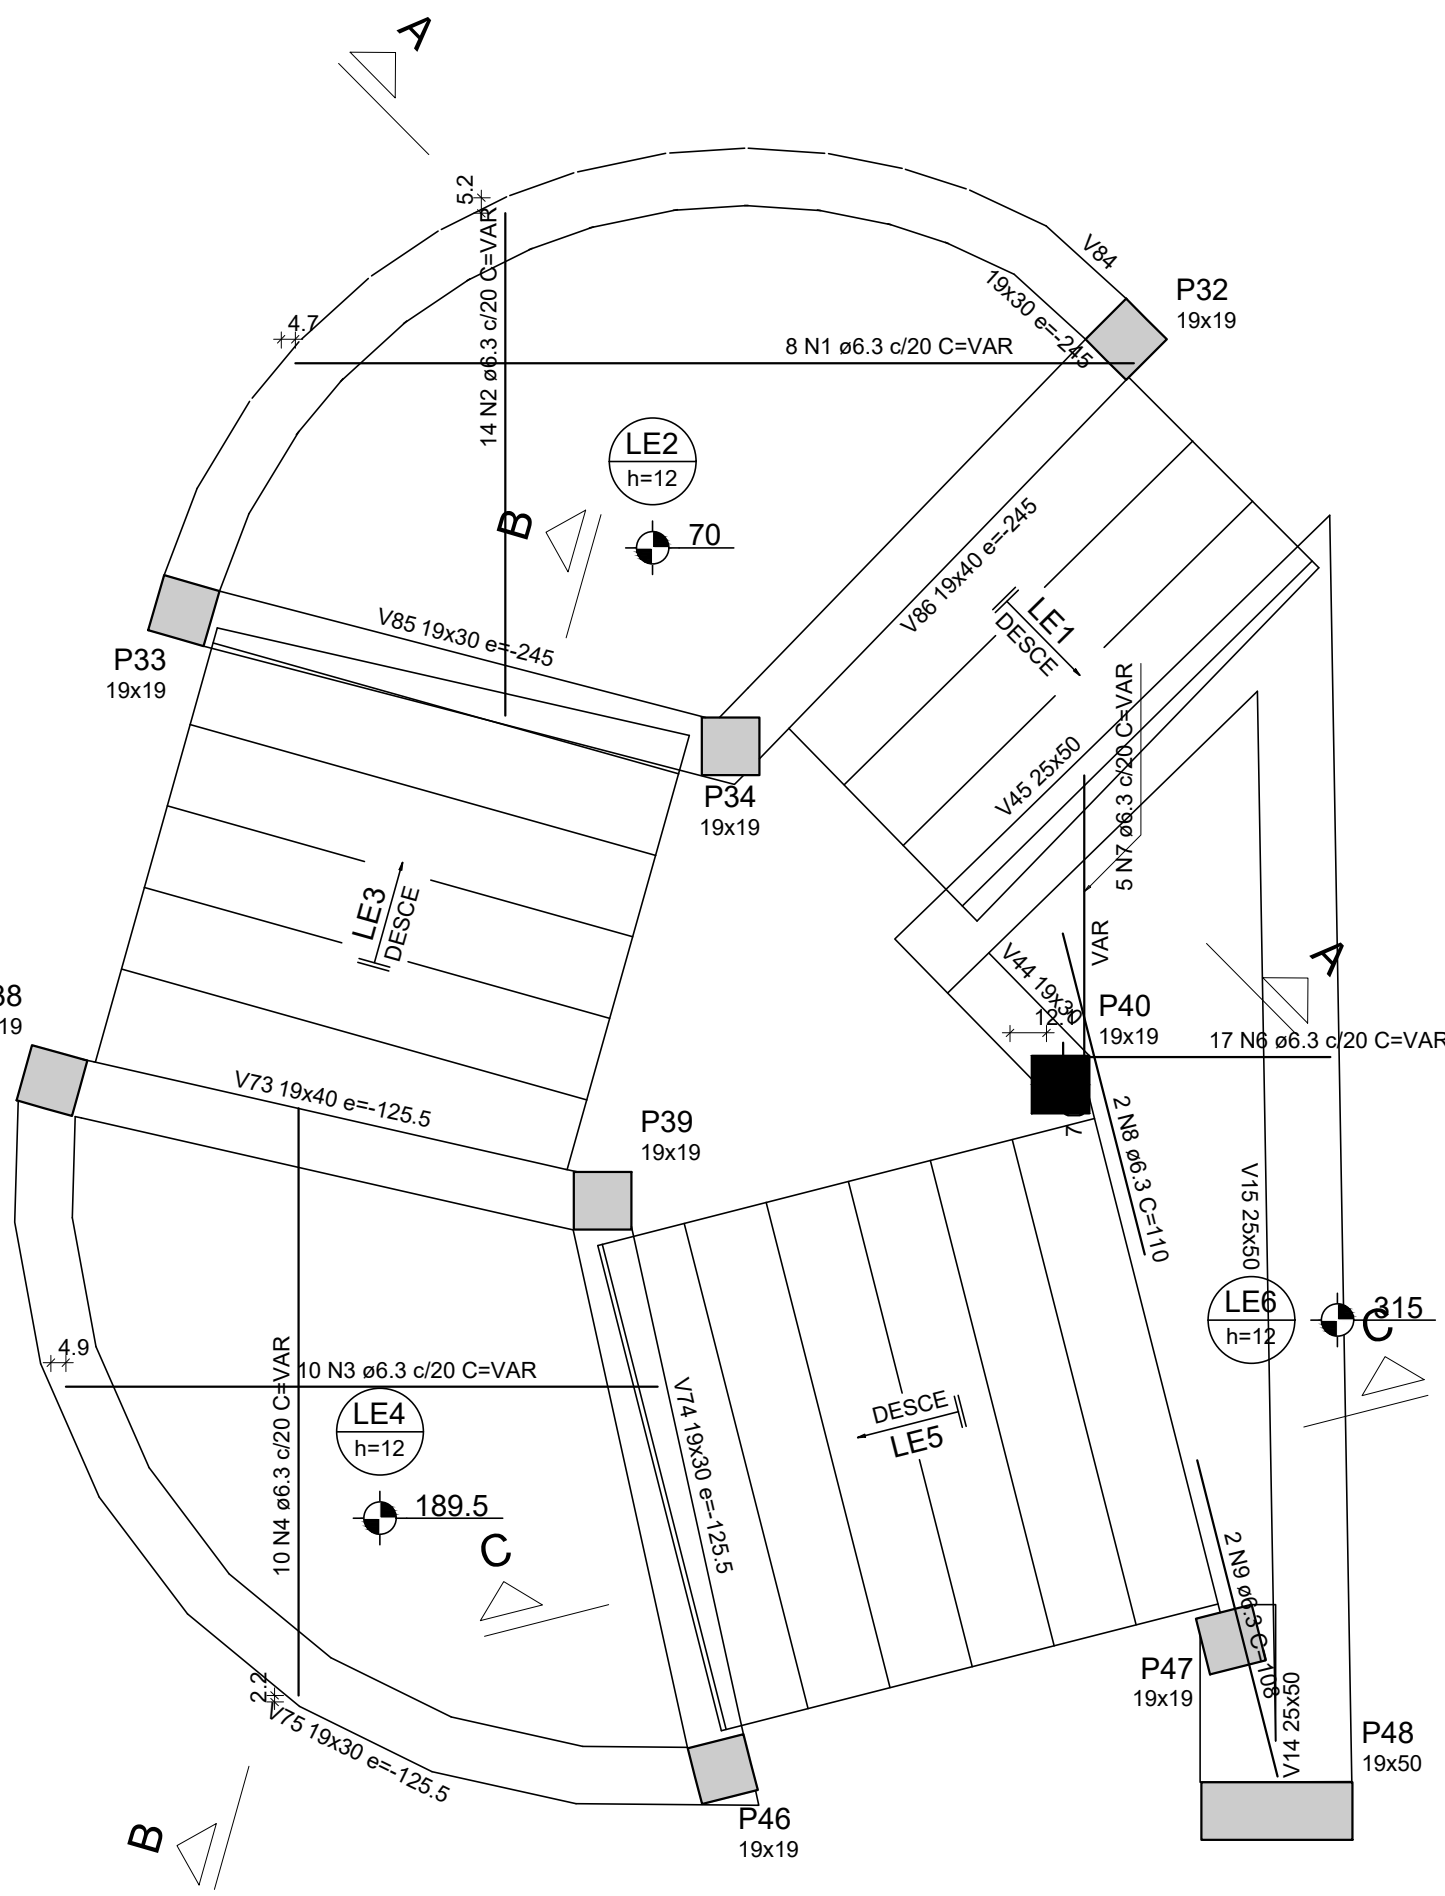 A
5.2
V84
P32
19x19
19x30 e=-245
4.7
8 N1 ø6.3 c/20 C=VAR
14 N2 ø6.3 c/20 C=VAR
LE2
h=12
B
70
V86 19x40 e=-245
LE1
DESCE
V85 19x30 e=-245
P33
19x19
P34
19x19
V45 25x50
5 N7 ø6.3 c/20 C=VAR
LE3
DESCE
VAR
V44 19x30
A
38
19
P40
19x19
17 N6 ø6.3 c/20 C=VAR
V73 19x40 e=-125.5
P39
19x19
7
2 N8 ø6.3 C=110
V15 25x50
LE6
h=12
315
C
4.9
10 N3 ø6.3 c/20 C=VAR
10 N4 ø6.3 c/20 C=VAR
LE4
h=12
DESCE
LE5
V74 19x30 e=-125.5
189.5
C
2 N9 ø6.3 C=108
P47
19x19
2.2
V75 19x30 e=-125.5
V14 25x50
P48
19x50
P46
19x19
B